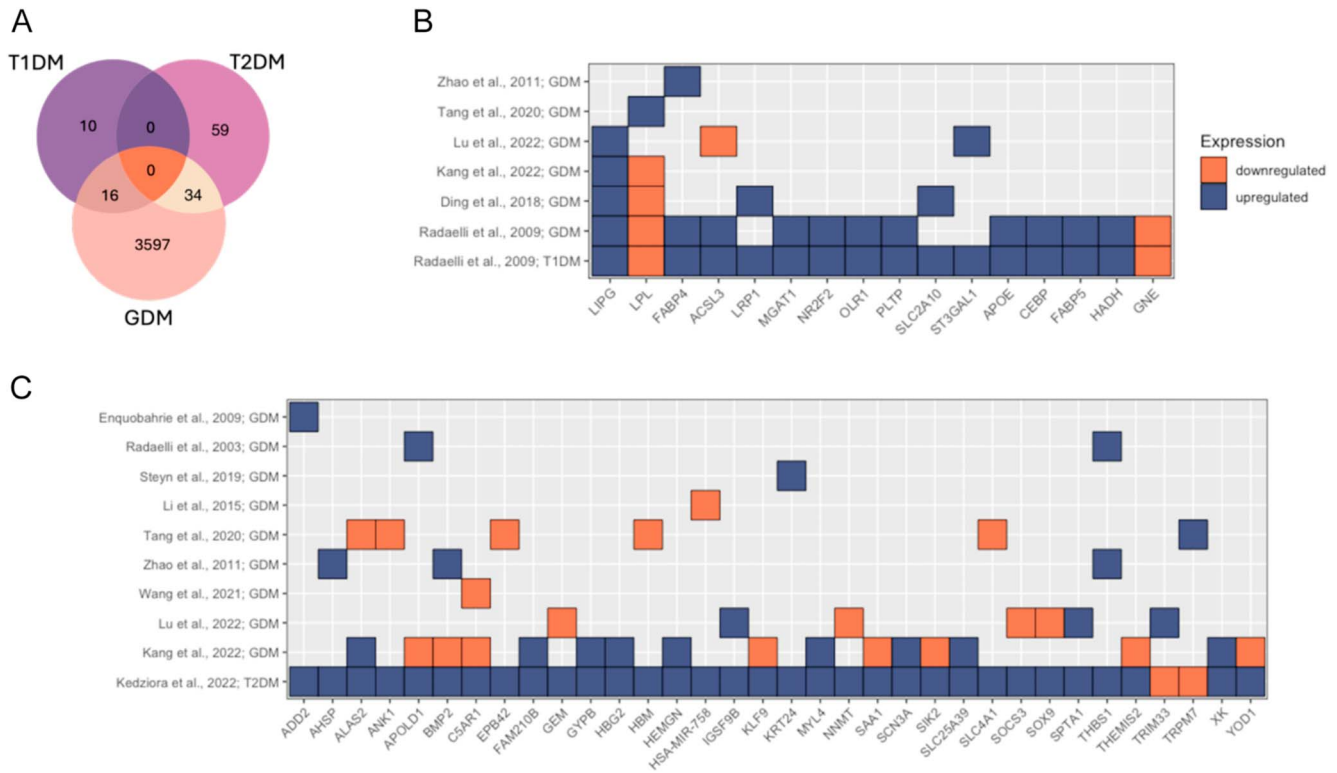 A
T1DM
T2DM
10
0
59
0
16
34
3597
GDM
B
Zhao et al., 2011; GDM
Tang et al., 2020; GDM
Lu et al., 2022; GDM
Kang et al., 2022; GDM
Ding et al., 2018; GDM
Radaelli et al., 2009; GDM
Radaelli et al., 2009; T1DM
LIPG
LPL
FABP4
ACSL3
LRP1
MGAT1
NR2F2
OLR1
PLTP
SLC2A10
ST3GAL1
APOE
CEBP
FABP5
HADH
GNE
Expression
downregulated
upregulated
C
Enquobahrie et al., 2009; GDM
Radaelli et al., 2003; GDM
Steyn et al., 2019; GDM
Li et al., 2015; GDM
Tang et al., 2020; GDM
Zhao et al., 2011; GDM
Wang et al., 2021; GDM
Lu et al., 2022; GDM
Kang et al., 2022; GDM
Kedziora et al., 2022; T2DM
ADD2
AHSP
ALAS2
ANK1
APOLD1
BMP2
C5AR1
EPB42
FAM210B
GEM
GYPB
HBG2
HBM
HEMGN
HSA-MIR-758
IGSF9B
KLF9
KRT24
MYL4
NNMT
SAA1
SCN3A
SIK2
SLC25A39
SLC4A1
SOCS3
SOX9
SPTA1
THBS1
THEMIS2
TRIM33
TRPM7
XK
YOD1